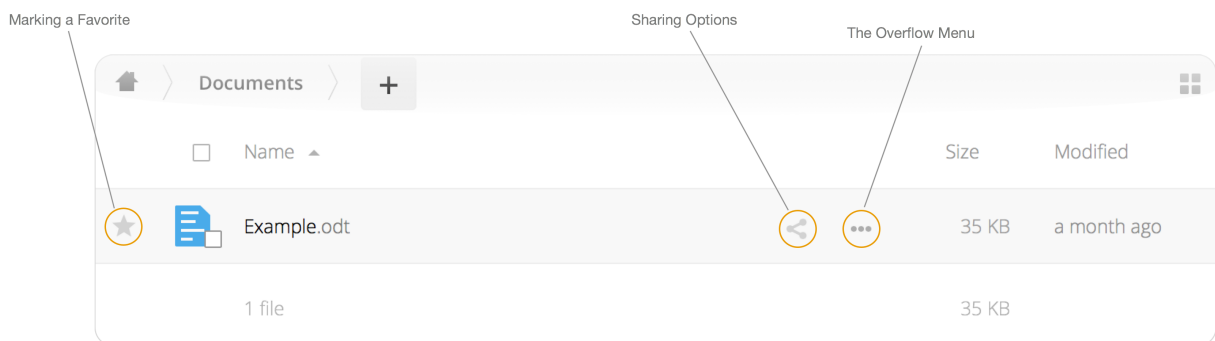 Marking a Favorite
Sharing Options
The Overflow Menu
Documents
+
Name
Size
Modified
Example.odt
35 KB
a month ago
1 file
35 KB